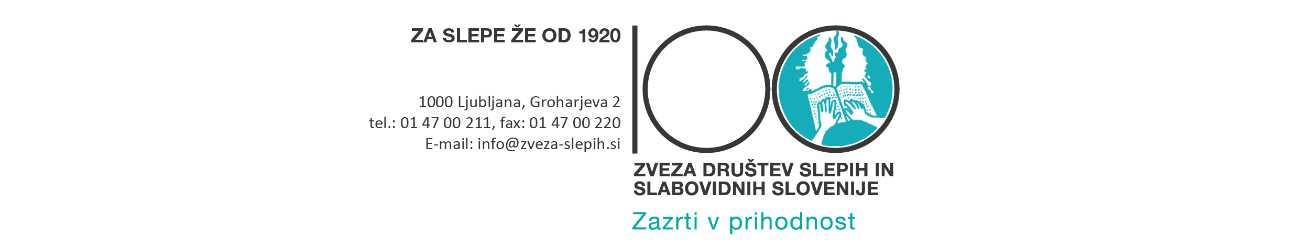 ZA SLEPE ŽE OD 1920
1000 Ljubljana, Groharjeva 2
tel.: 01 47 00 211, fax: 01 47 00 220
E-mail: info@zveza-slepih.si
100
ZVEZA DRUŠTEV SLEPIH IN
SLABOVIDNIH SLOVENIJE
Zazrti v prihodnost